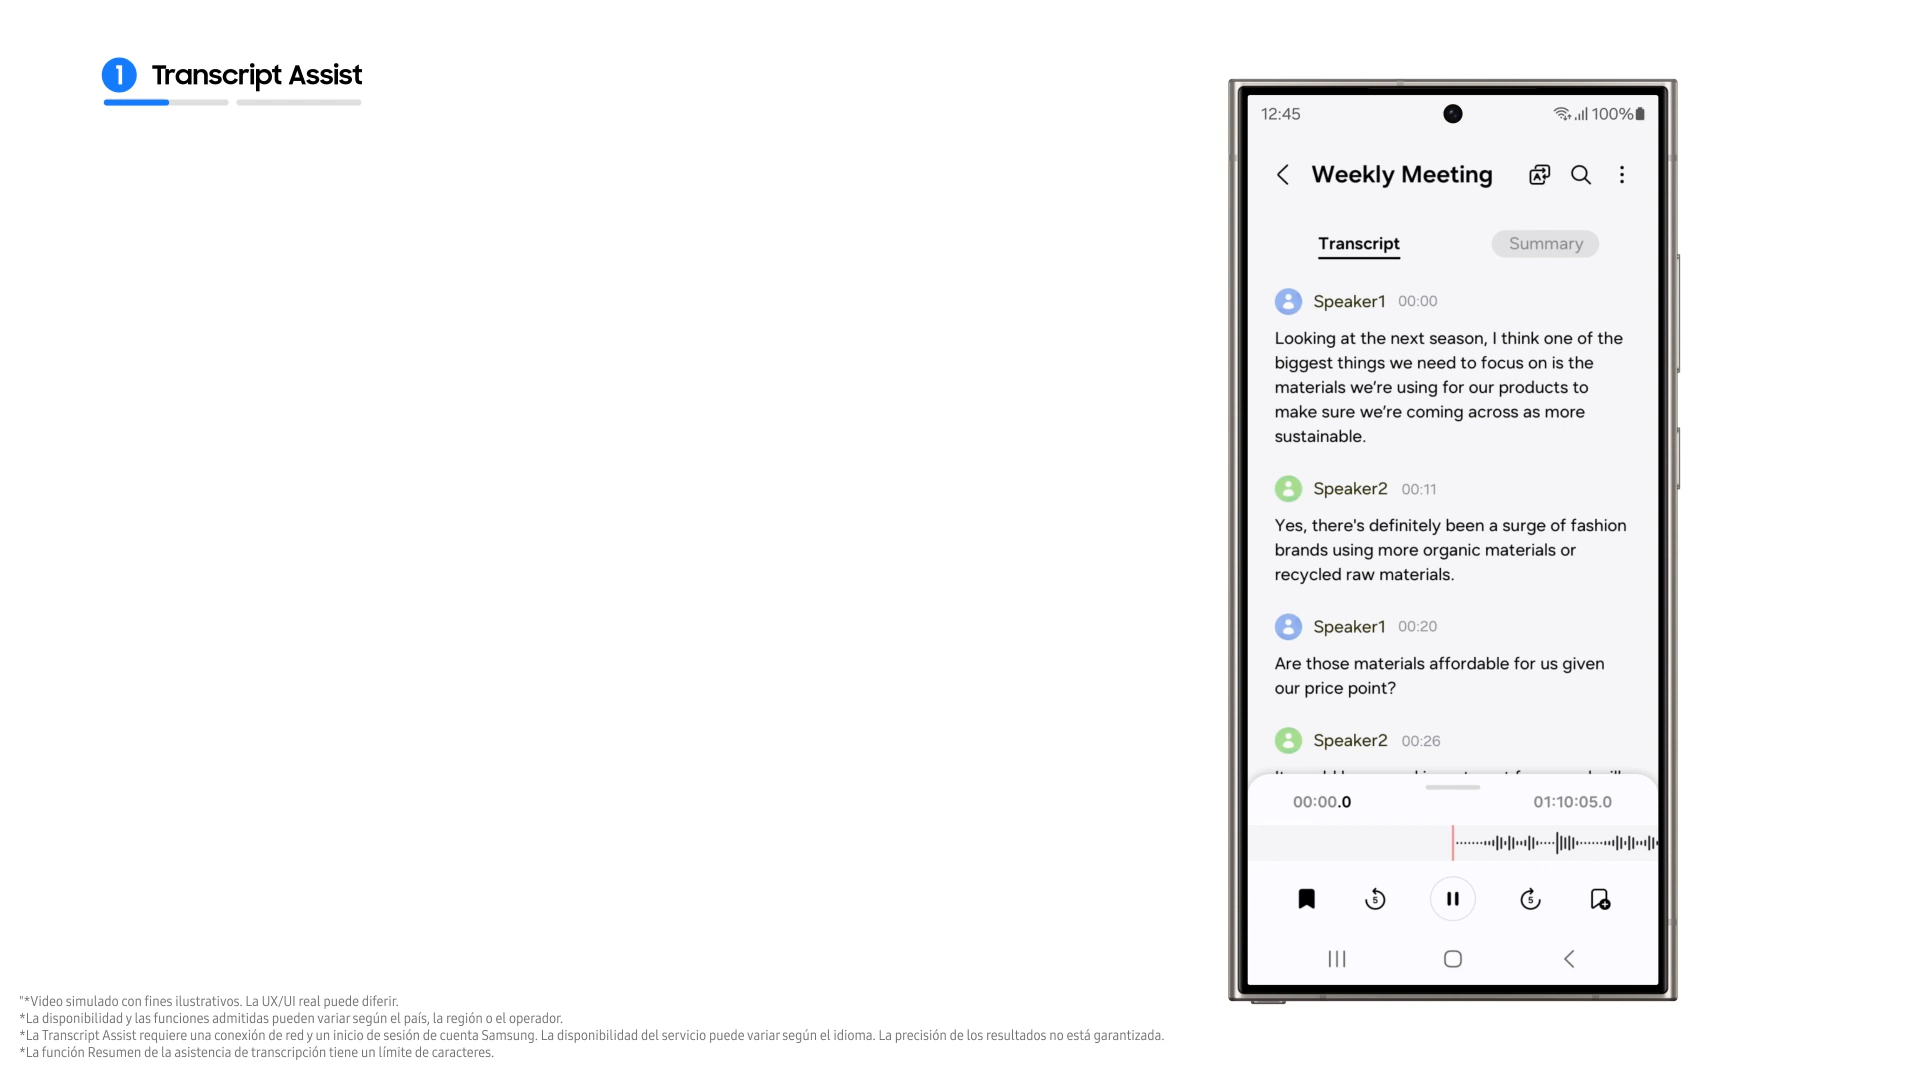 1 Transcript Assist
12:45
100%
Weekly Meeting
Transcript
Summary
Speaker1 00:00
Looking at the next season, I think one of the
biggest things we need to focus on is the
materials we're using for our products to
make sure we're coming across as more
sustainable.
Speaker2 00:11
Yes, there's definitely been a surge of fashion
brands using more organic materials or
recycled raw materials.
Speaker1 00:20
Are those materials affordable for us given
our price point?
Speaker2 00:26
00:00.0
01:10:05.0
5
5
"*Video simulado con fines ilustrativos. La UX/UI real puede diferir.
*La disponibilidad y las funciones admitidas pueden variar según el país, la región o el operador.
*La Transcript Assist requiere una conexión de red y un inicio de sesión de cuenta Samsung. La disponibilidad del servicio puede variar según el idioma. La precisión de los resultados no está garantizada.
*La función Resumen de la asistencia de transcripción tiene un límite de caracteres.